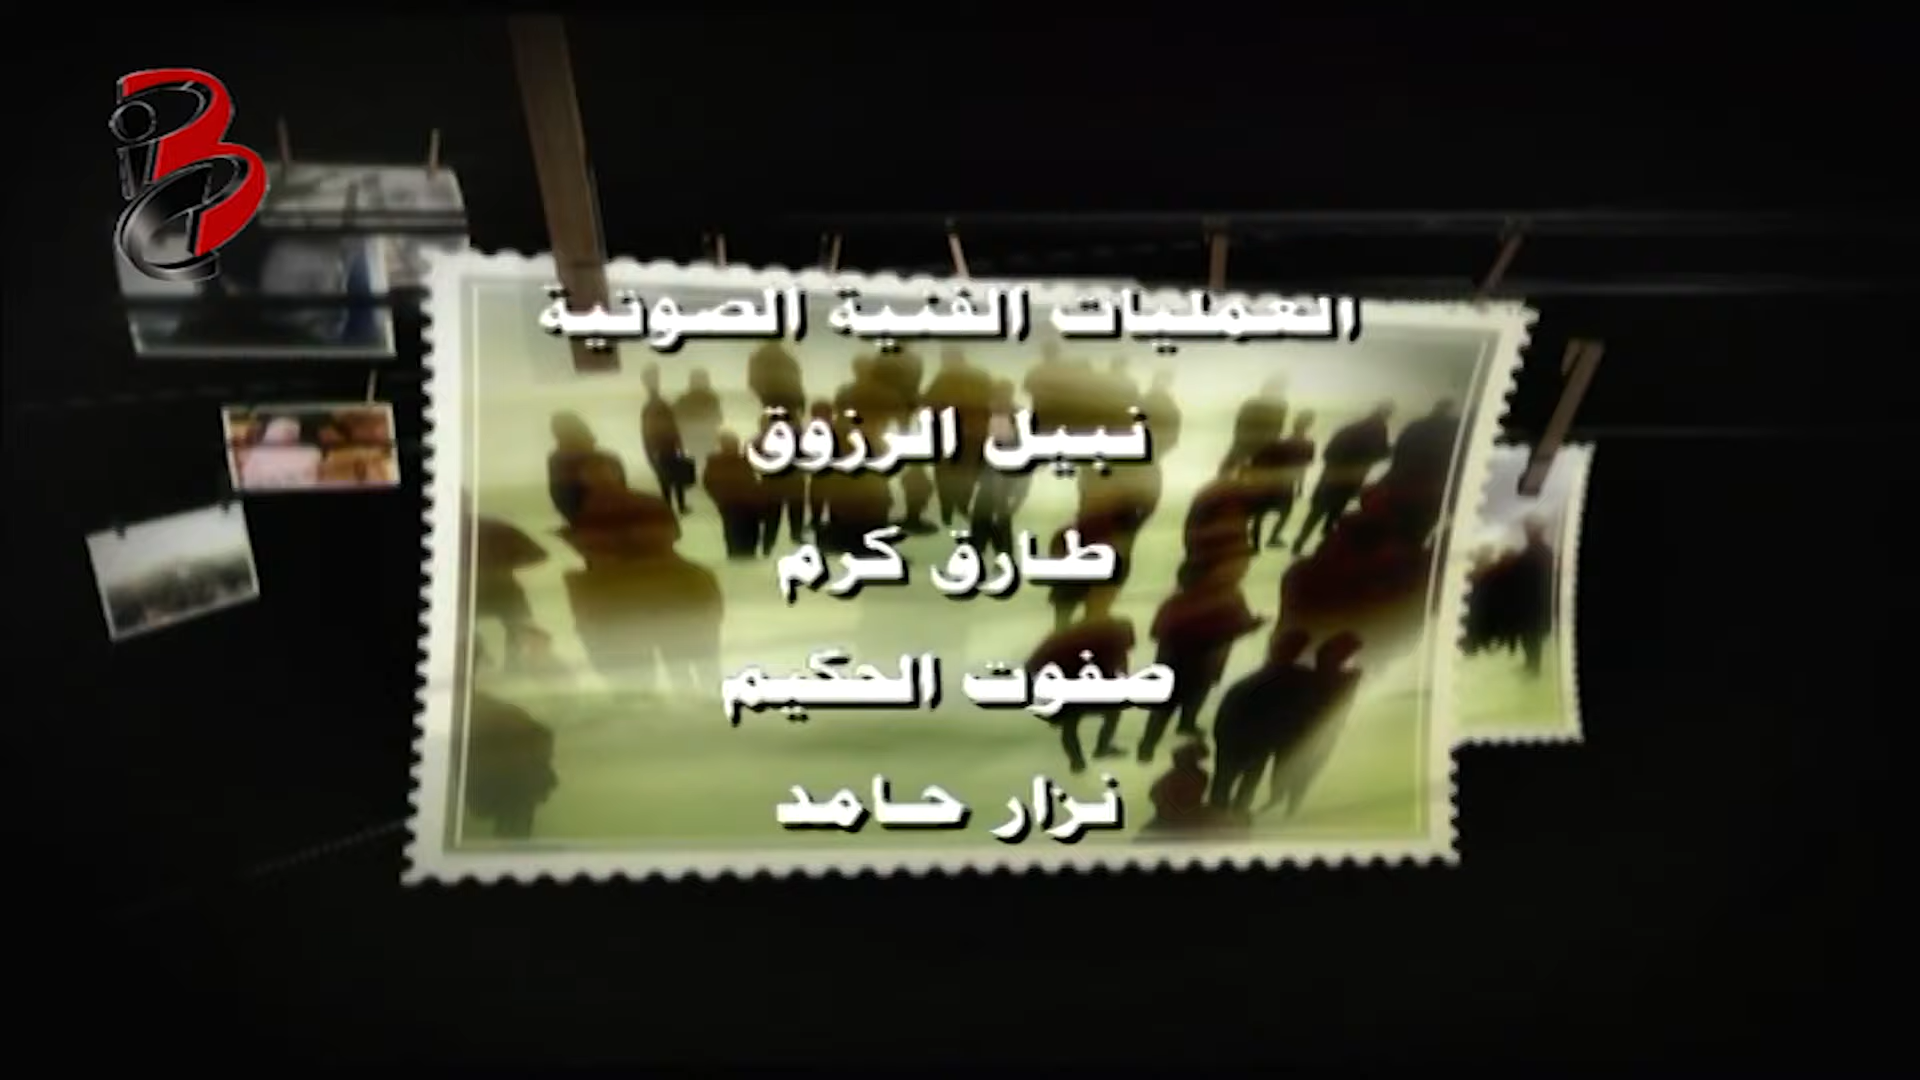 العمليات الفنية الصوتية
نبيل الرزوق
طارق كرم
صفوت الحكيم
نزار حامد